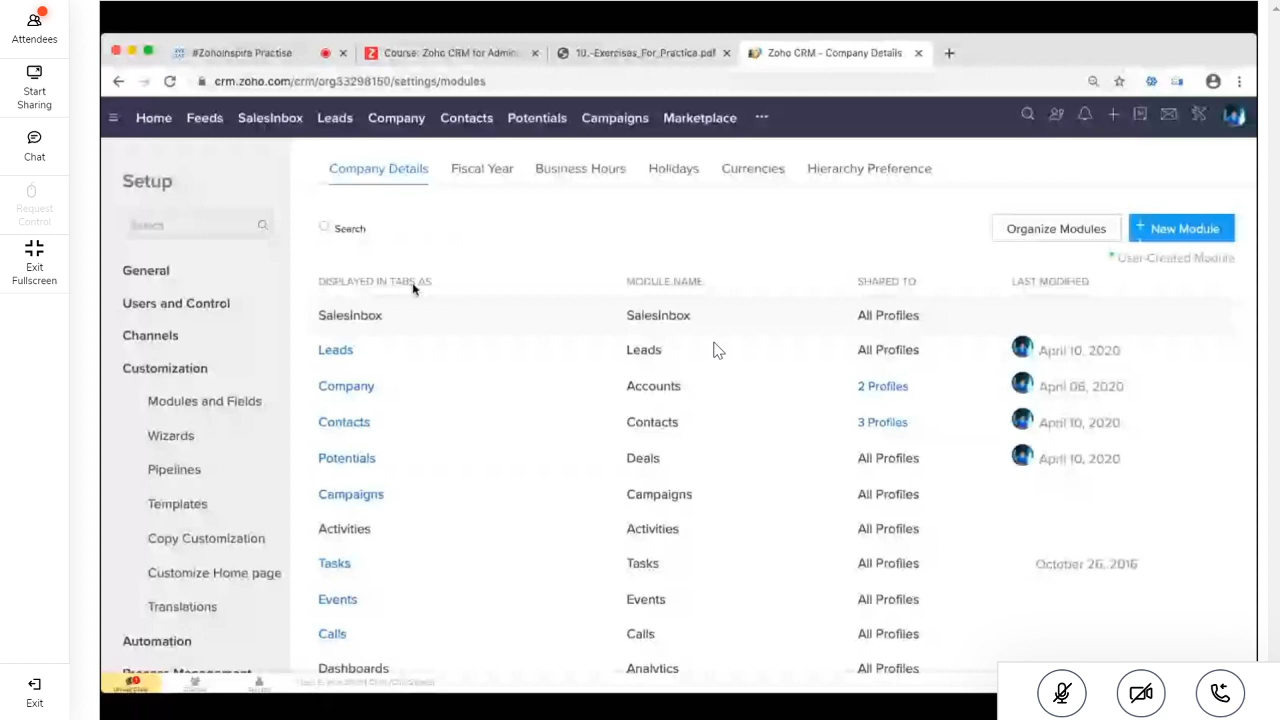 Attendees
Start
Sharing
Chat
Request
Control
Exit
Fullscreen
Exit
#ZohoInspire Practise
Course: Zoho CRM for Admin
10.-Exercises_For_Practice.pdf
Zoho CRM - Company Details
crm.zoho.com/crm/org33298150/settings/modules
Home Feeds SalesInbox Leads Company Contacts Potentials Campaigns Marketplace ...
Setup
Search
General
Users and Control
Channels
Customization
Modules and Fields
Wizards
Pipelines
Templates
Copy Customization
Customize Home page
Translations
Automation
Process Management
Company Details Fiscal Year Business Hours Holidays Currencies Hierarchy Preference
Search
Organize Modules
+ New Module
* User-Created Module
DISPLAYED IN TABS AS MODULE NAME SHARED TO LAST MODIFIED
SalesInbox SalesInbox All Profiles
Leads Leads All Profiles April 10, 2020
Company Accounts 2 Profiles April 06, 2020
Contacts Contacts 3 Profiles April 10, 2020
Potentials Deals All Profiles April 10, 2020
Campaigns Campaigns All Profiles
Activities Activities All Profiles
Tasks Tasks All Profiles October 26, 2016
Events Events All Profiles
Calls Calls All Profiles
Dashboards Analytics All Profiles